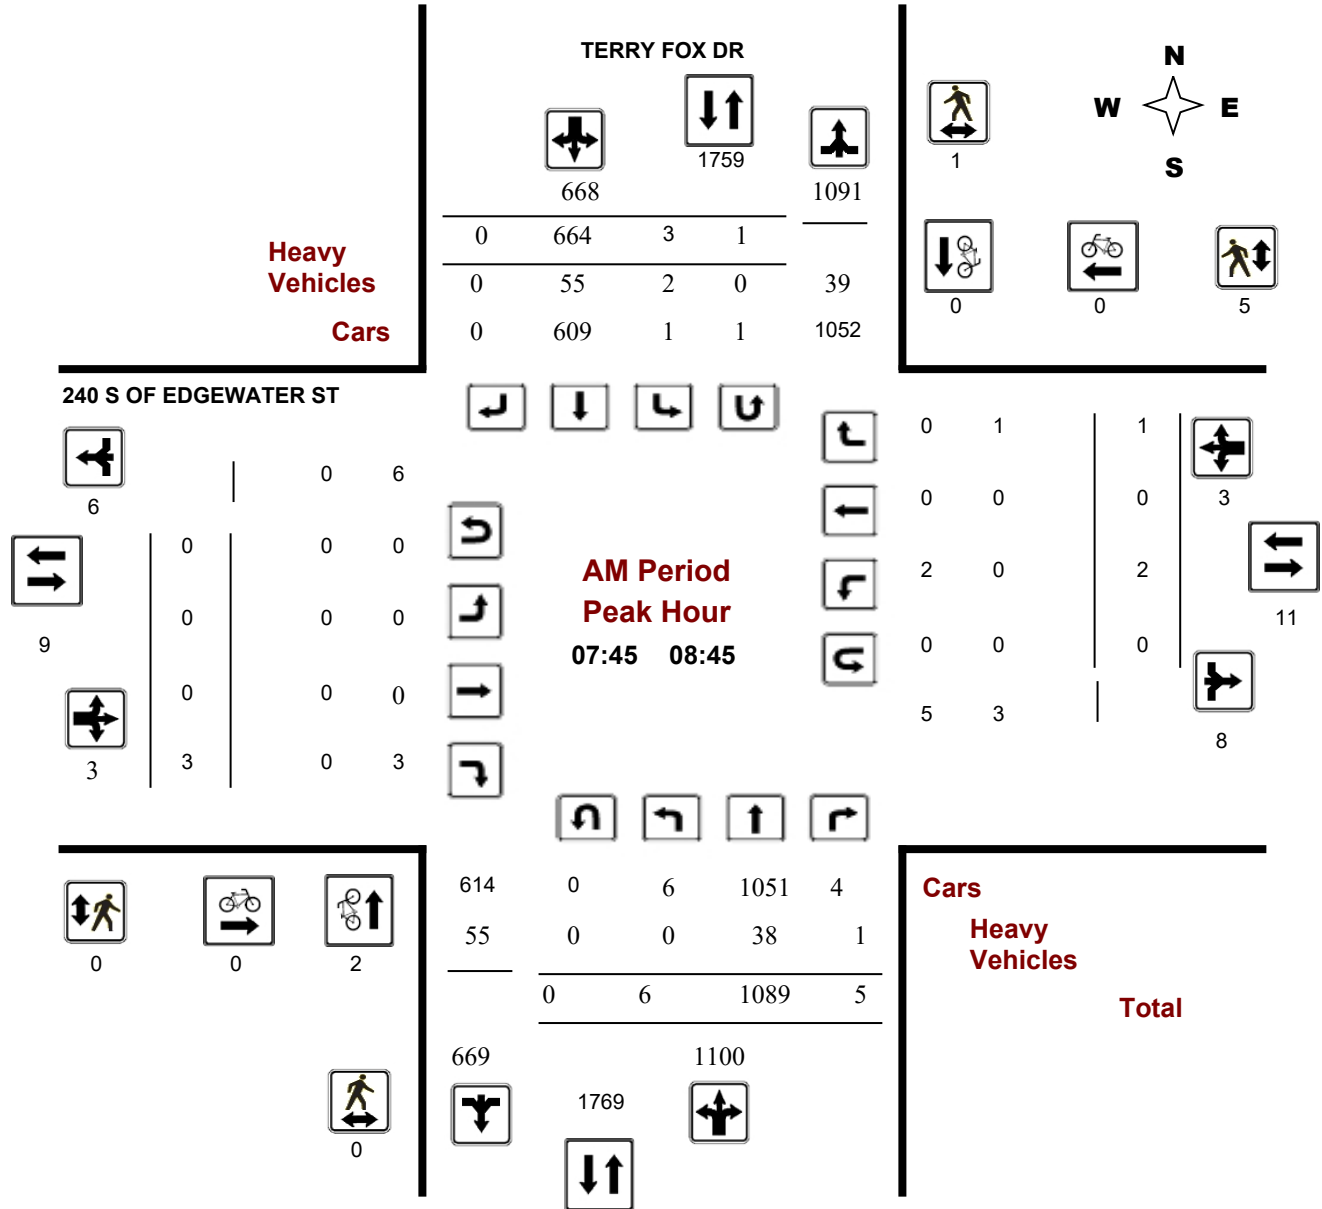 TERRY FOX DR
N
W E
S
1759
1
668 1091
0 664 3 1
Heavy
Vehicles
0 55 2 0 39
0 0 5
Cars
0 609 1 1 1052
240 S OF EDGEWATER ST
0 1 1
0 6
6
0 0 0 3
0 0 0
AM Period
2 0 2
Peak Hour
0 0 0
11
9
07:45 08:45
0 0 0
0 0 0
5 3
8
3
3 0 3
614 0 6 1051 4
Cars
55 0 0 38 1
Heavy
Vehicles
0 0 2
0 6 1089 5
Total
669 1100
1769
0